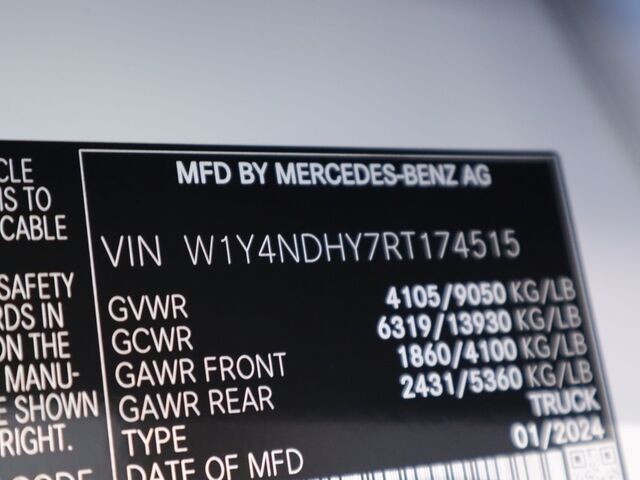 MFD BY MERCEDES-BENZ AG
VIN W1Y4NDHY7RT174515
GVWR 4105/9050 KG/LB
GCWR 6319/13930 KG/LB
GAWR FRONT 1860/4100 KG/LB
GAWR REAR 2431/5360 KG/LB
TYPE TRUCK
DATE OF MFD 01/2024
CLE
IS TO
CABLE
SAFETY
RDS IN
ON THE
MANU-
E SHOWN
RIGHT.
CODE